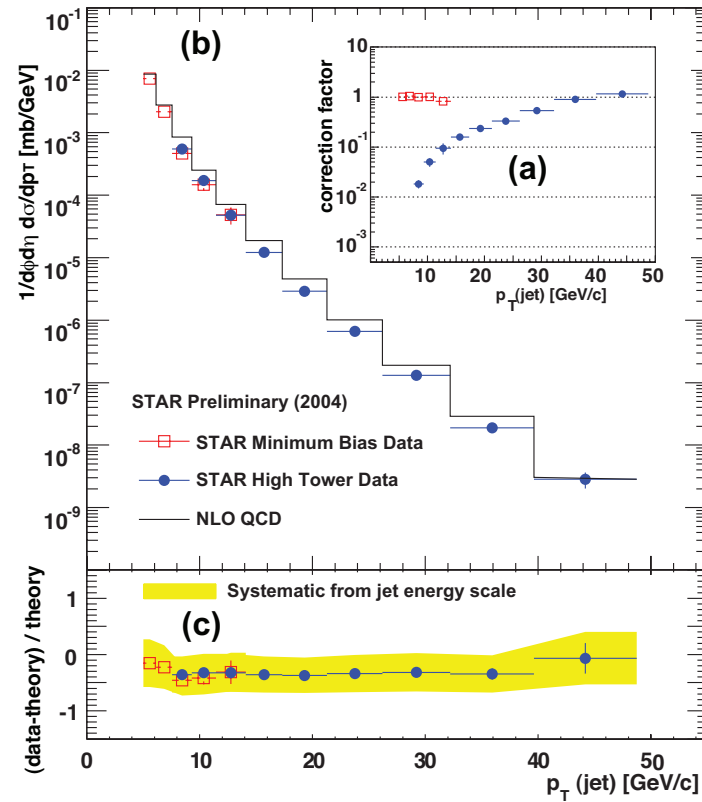 (b)
1/dφdη dσ/dpT [mb/GeV]
10^-1
10^-2
10^-3
10^-4
10^-5
10^-6
10^-7
10^-8
10^-9
correction factor
10
1
10^-1
10^-2
10^-3
(a)
10 20 30 40 50
p_T(jet) [GeV/c]
STAR Preliminary (2004)
STAR Minimum Bias Data
STAR High Tower Data
NLO QCD
(data-theory) / theory
1
0
-1
Systematic from jet energy scale
(c)
0 10 20 30 40 50
p_T (jet) [GeV/c]